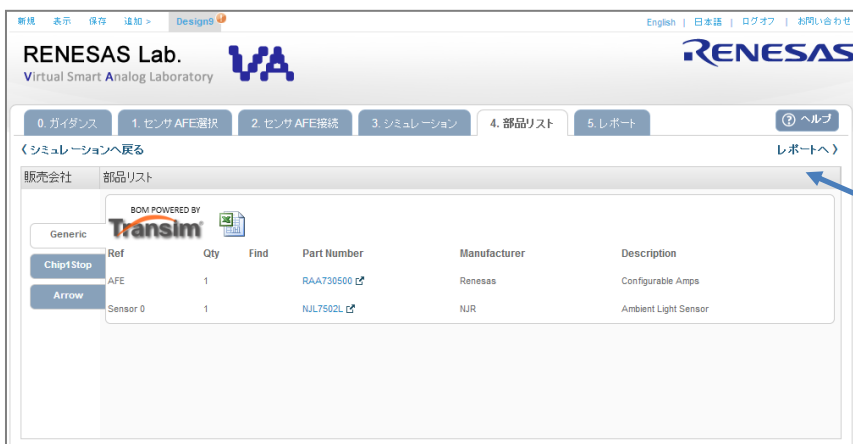 新規 表示 保存 追加 > Design9
English | 日本語 | ログオフ | お問い合わせ
RENESAS Lab.
Virtual Smart Analog Laboratory
VA
RENESAS
0. ガイダンス 1. センサ AFE選択 2. センサ AFE接続 3. シミュレーション 4. 部品リスト 5. レポート ? ヘルプ
〈 シミュレーションへ戻る レポートへ 〉
販売会社 部品リスト
BOM POWERED BY
Transim
Generic
Chip1Stop
Arrow
Ref Qty Find Part Number Manufacturer Description
AFE 1 RAA730500 Renesas Configurable Amps
Sensor 0 1 NJL7502L NJR Ambient Light Sensor